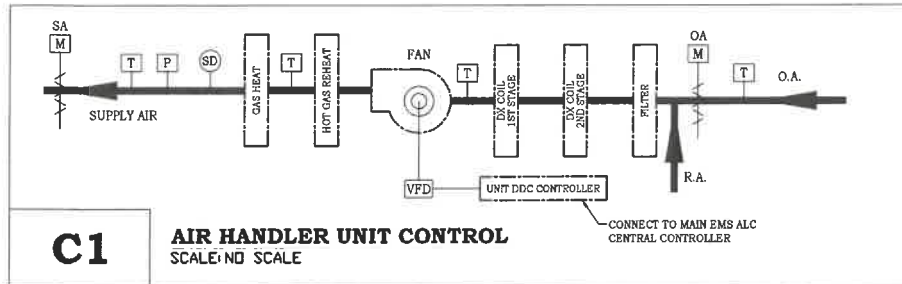 SA
M
T
P
SD
SUPPLY AIR
GAS HEAT
T
HOT GAS REHEAT
FAN
T
DX COIL
1ST STAGE
DX COIL
2ND STAGE
FILTER
OA
M
T
O.A.
R.A.
VFD
UNIT DDC CONTROLLER
CONNECT TO MAIN EMS ALC
CENTRAL CONTROLLER
C1
AIR HANDLER UNIT CONTROL
SCALE: NO SCALE